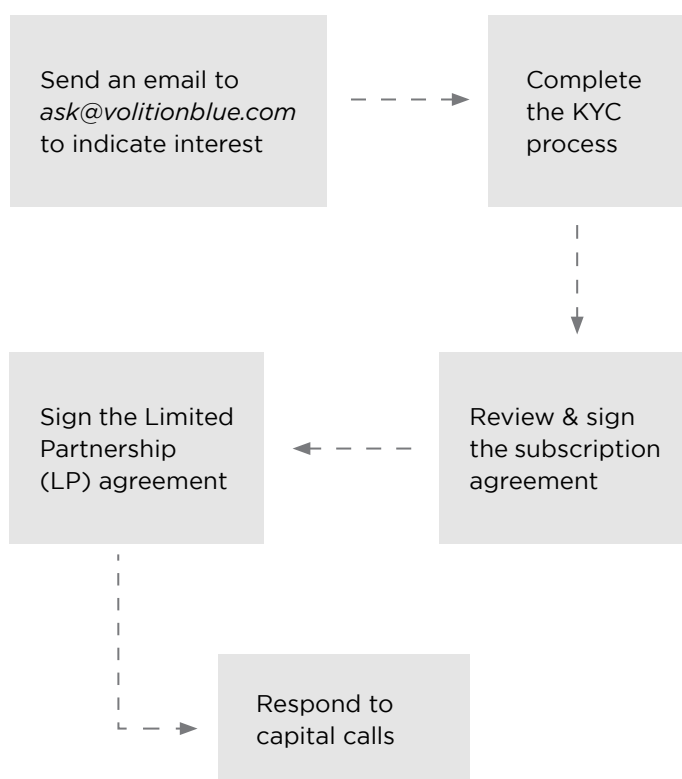 Send an email to
ask@volitionblue.com
to indicate interest
Complete
the KYC
process
Review & sign
the subscription
agreement
Sign the Limited
Partnership
(LP) agreement
Respond to
capital calls